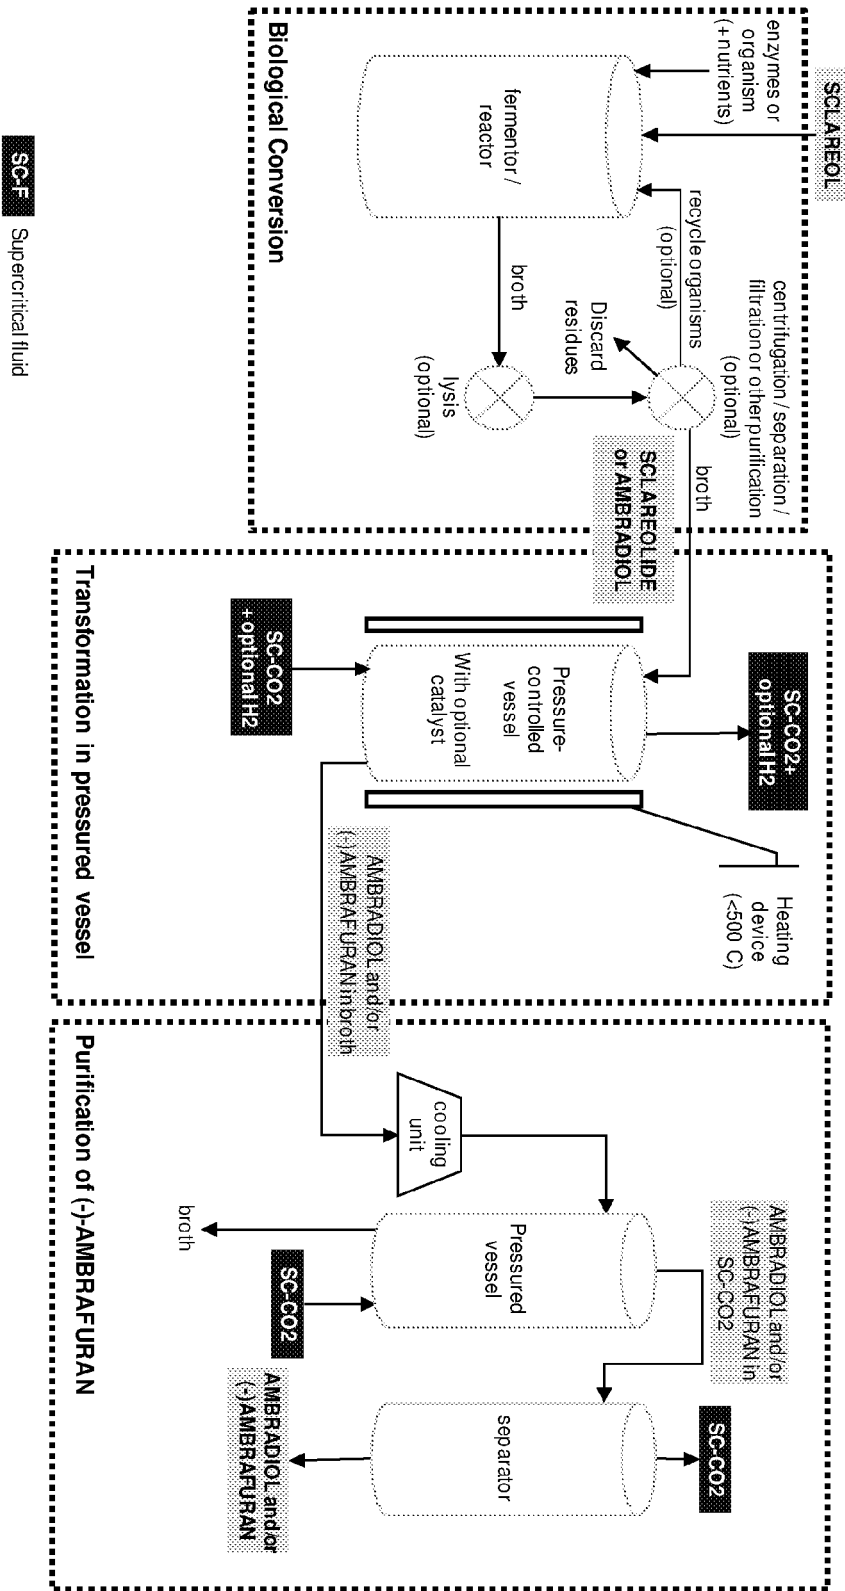 SCLAREOL
enzymes or
organism
(+nutrients)
recycle organisms
(optional)
centrifugation / separation /
filtration or other purification
(optional)
fermentor /
reactor
broth
Discard
residues
lysis
(optional)
broth
SCLAREOLIDE
or AMBRADIOL
Biological Conversion
SC-CO2+
optional H2
Heating
device
(<500 C)
Pressure-
controlled
vessel
With optional
catalyst
SC-CO2
+ optional H2
AMBRADIOL and/or
(-)AMBRAFURAN in broth
Transformation in pressured vessel
cooling
unit
AMBRADIOL and/or
(-)AMBRAFURAN in
SC-CO2
Pressured
vessel
broth
SC-CO2
SC-CO2
separator
AMBRADIOL and/or
(-)AMBRAFURAN
Purification of (-)-AMBRAFURAN
SC-F Supercritical fluid